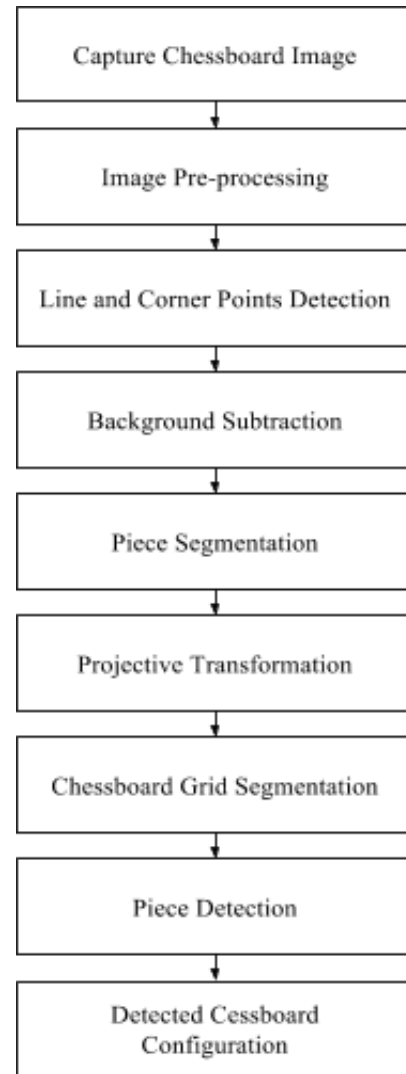 Capture Chessboard Image
Image Pre-processing
Line and Corner Points Detection
Background Subtraction
Piece Segmentation
Projective Transformation
Chessboard Grid Segmentation
Piece Detection
Detected Cessboard
Configuration